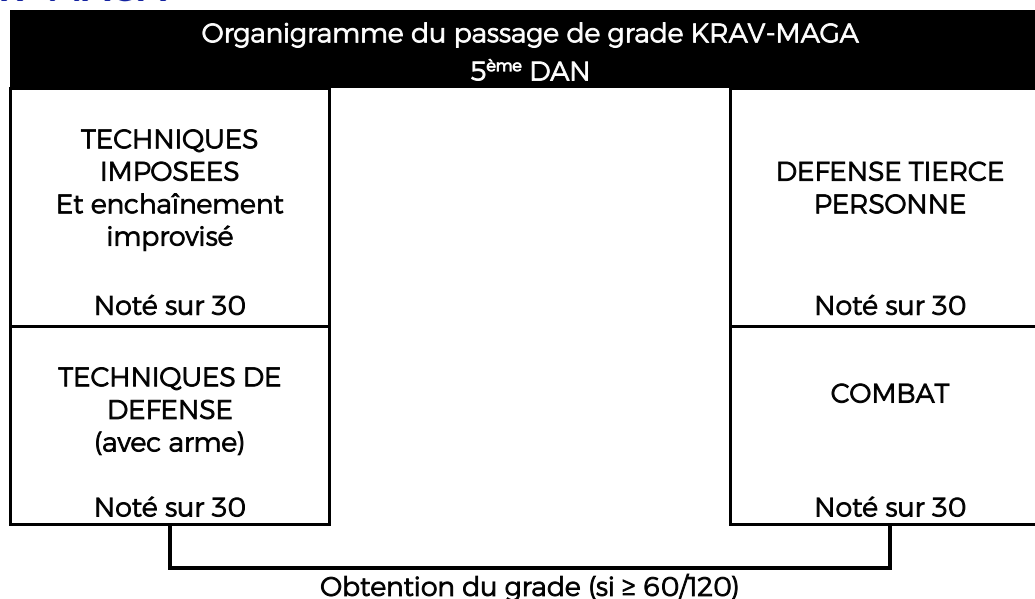 Organigramme du passage de grade KRAV-MAGA
5ème DAN
TECHNIQUES
IMPOSEES
Et enchaînement
improvisé
Noté sur 30
TECHNIQUES DE
DEFENSE
(avec arme)
Noté sur 30
DEFENSE TIERCE
PERSONNE
Noté sur 30
COMBAT
Noté sur 30
Obtention du grade (si ≥ 60/120)